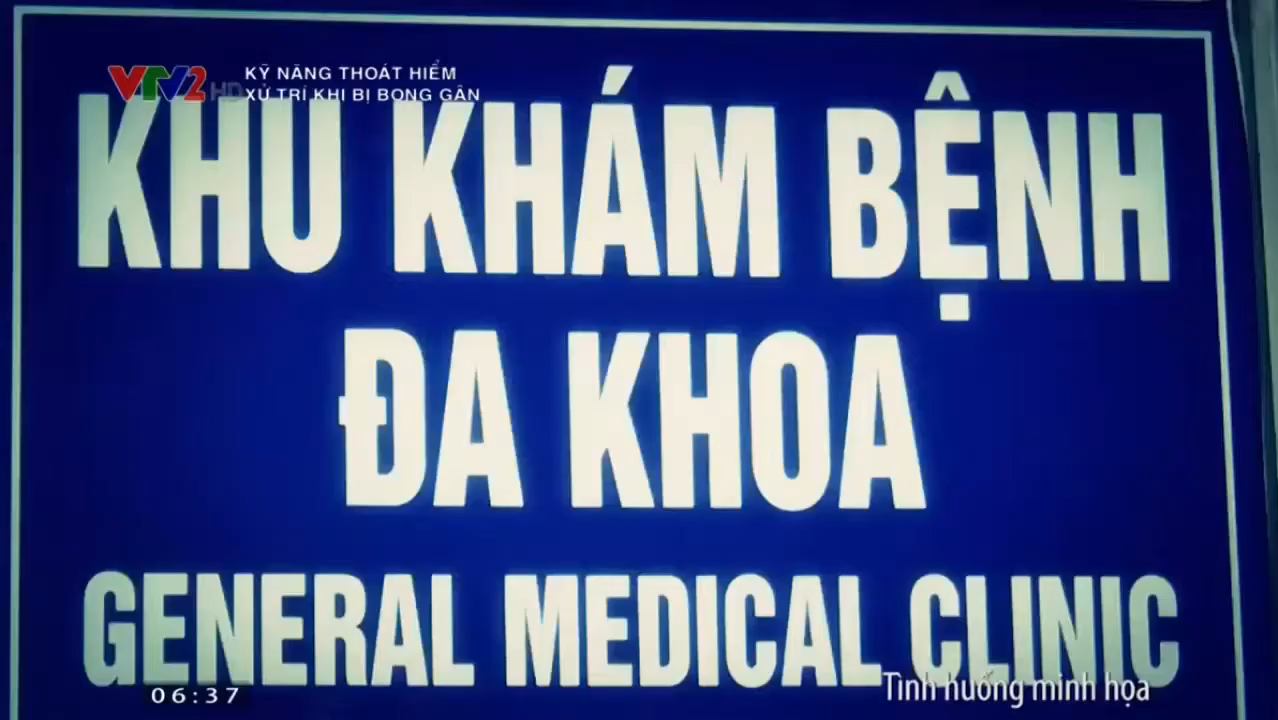 VTV2 HD
KỸ NĂNG THOÁT HIỂM
XỬ TRÍ KHI BỊ BONG GÂN
KHU KHÁM BỆNH
ĐA KHOA
GENERAL MEDICAL CLINIC
06:37
Tình huống minh họa